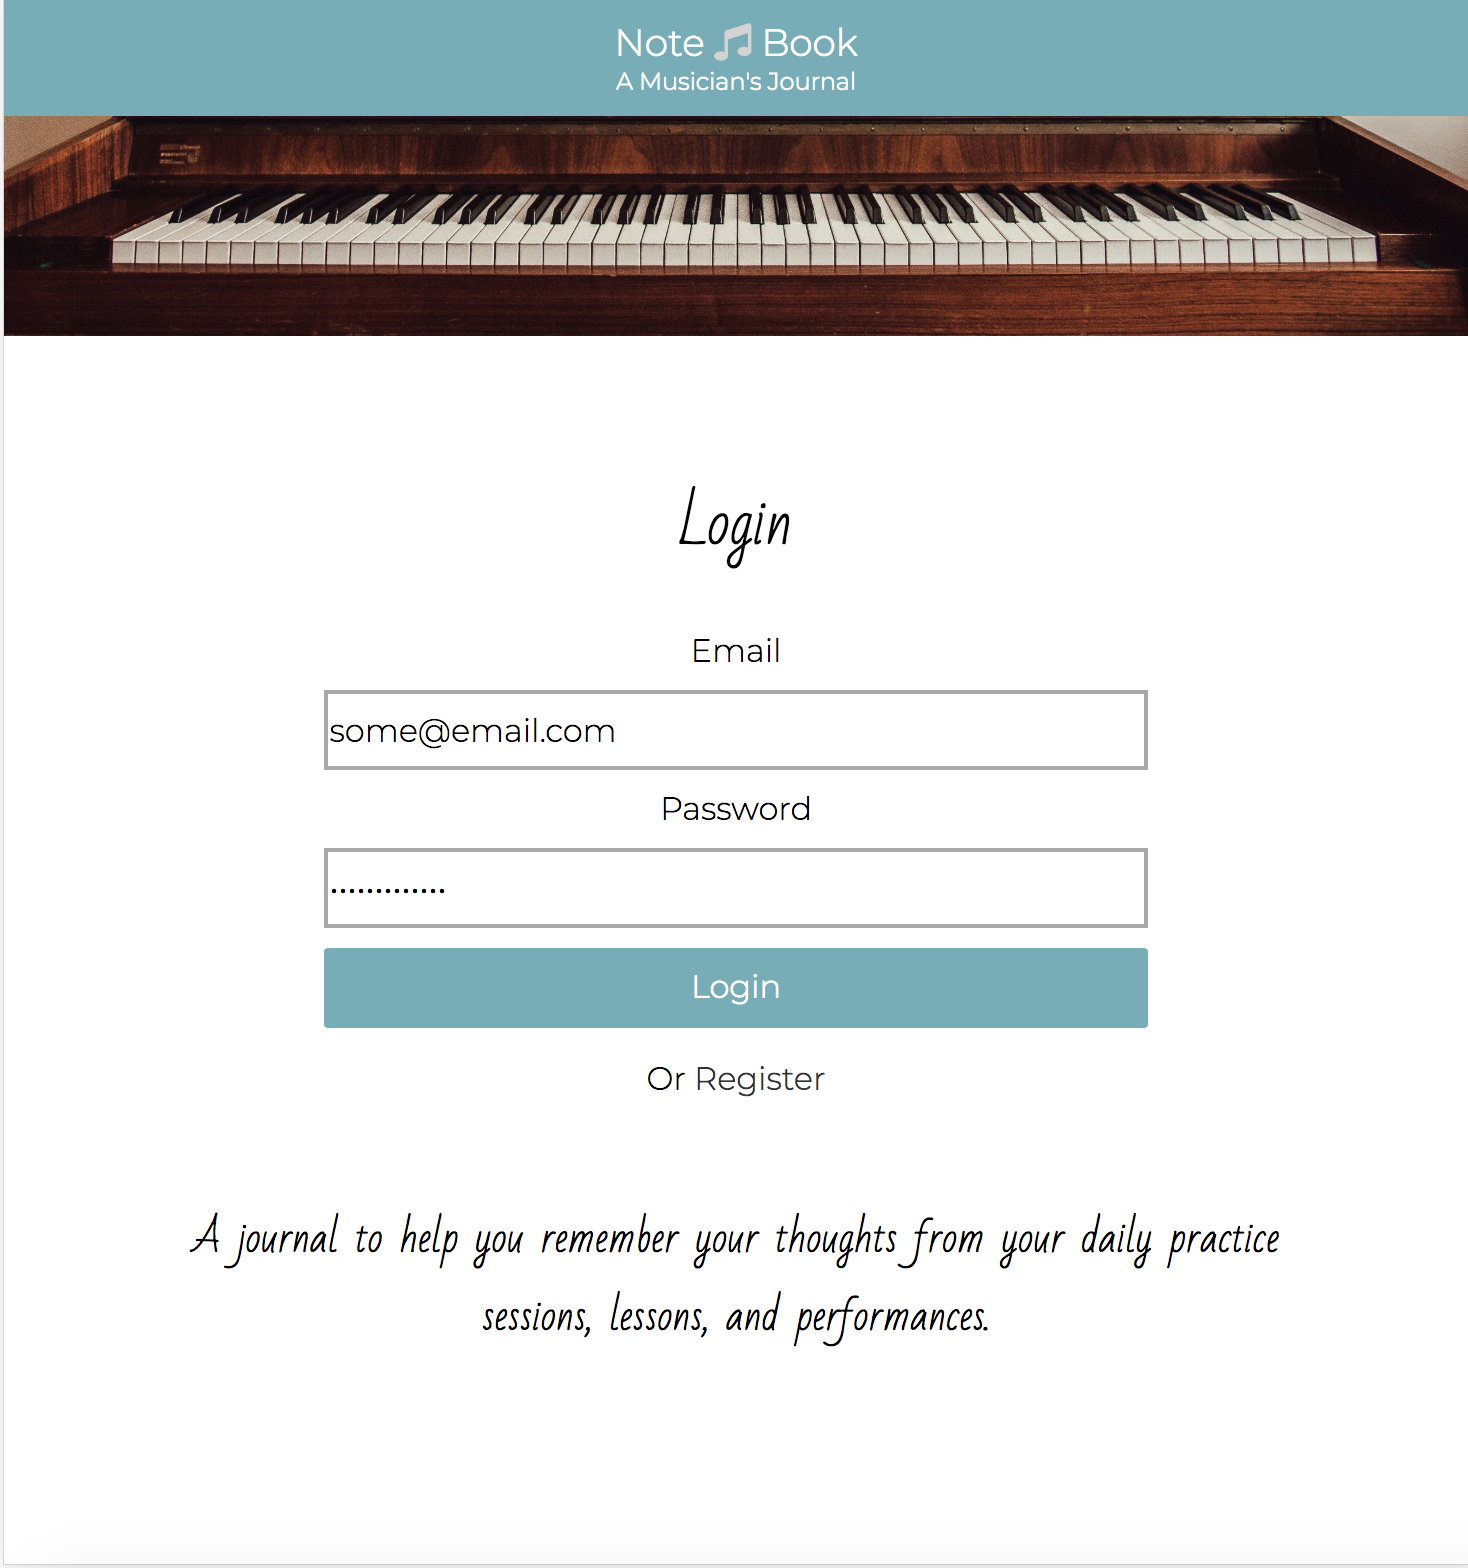 Note Book
A Musician's Journal
Login
Email
some@email.com
Password
.............
Login
Or Register
A journal to help you remember your thoughts from your daily practice
sessions, lessons, and performances.